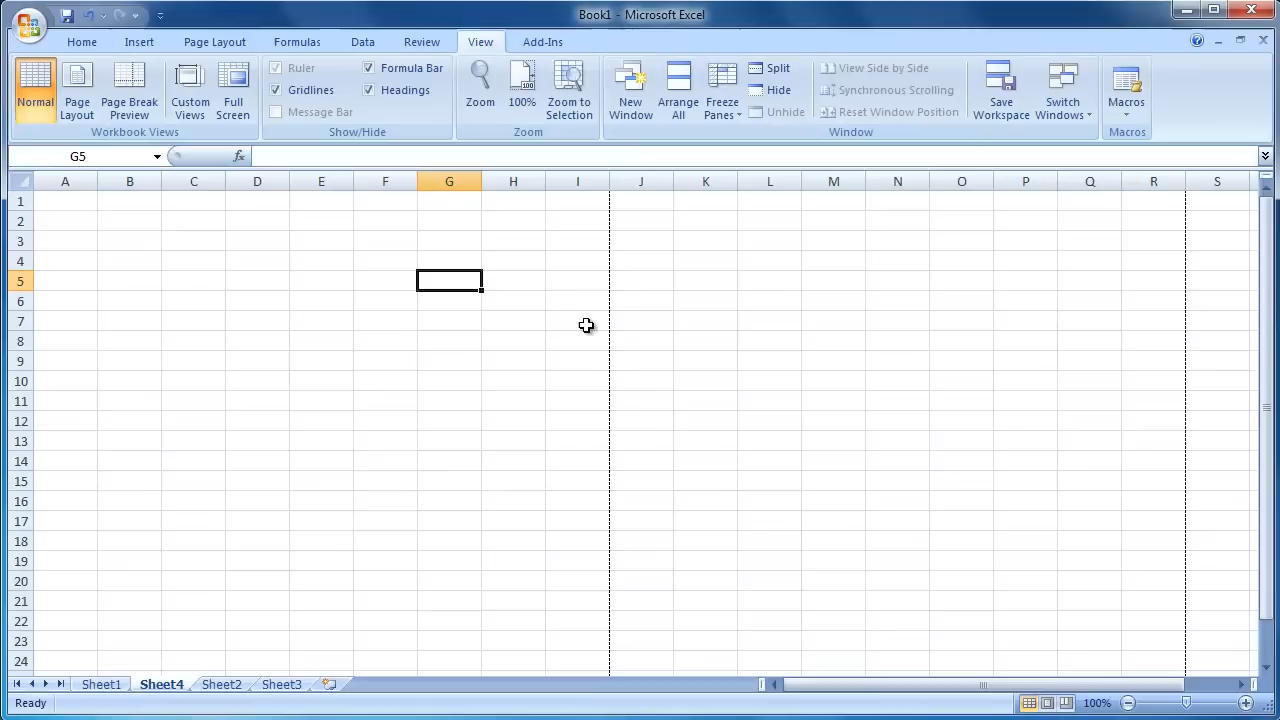 Book1 - Microsoft Excel
Home Insert Page Layout Formulas Data Review View Add-Ins
Normal
Page Layout
Page Break Preview
Custom Views
Full Screen
Workbook Views
Ruler
Gridlines
Message Bar
Formula Bar
Headings
Show/Hide
Zoom
100%
Zoom to Selection
Zoom
New Window
Arrange All
Freeze Panes
Split
Hide
Unhide
View Side by Side
Synchronous Scrolling
Reset Window Position
Save Workspace
Switch Windows
Window
Macros
Macros
G5 fx
A B C D E F G H I J K L M N O P Q R S
1
2
3
4
5
6
7
8
9
10
11
12
13
14
15
16
17
18
19
20
21
22
23
24
Sheet1 Sheet4 Sheet2 Sheet3
Ready 100%